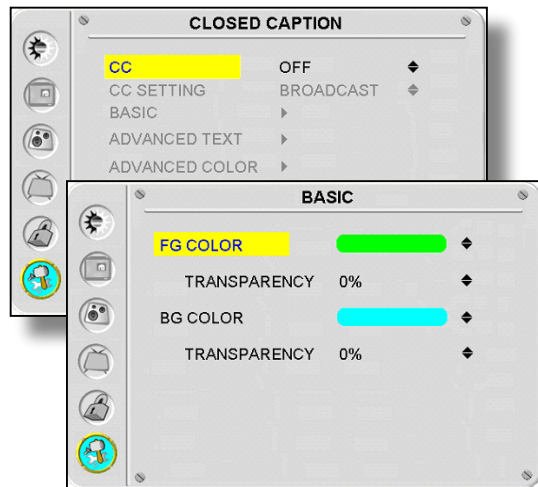 CLOSED CAPTION
CC OFF
CC SETTING BROADCAST
BASIC
ADVANCED TEXT
ADVANCED COLOR
BASIC
FG COLOR
TRANSPARENCY 0%
BG COLOR
TRANSPARENCY 0%